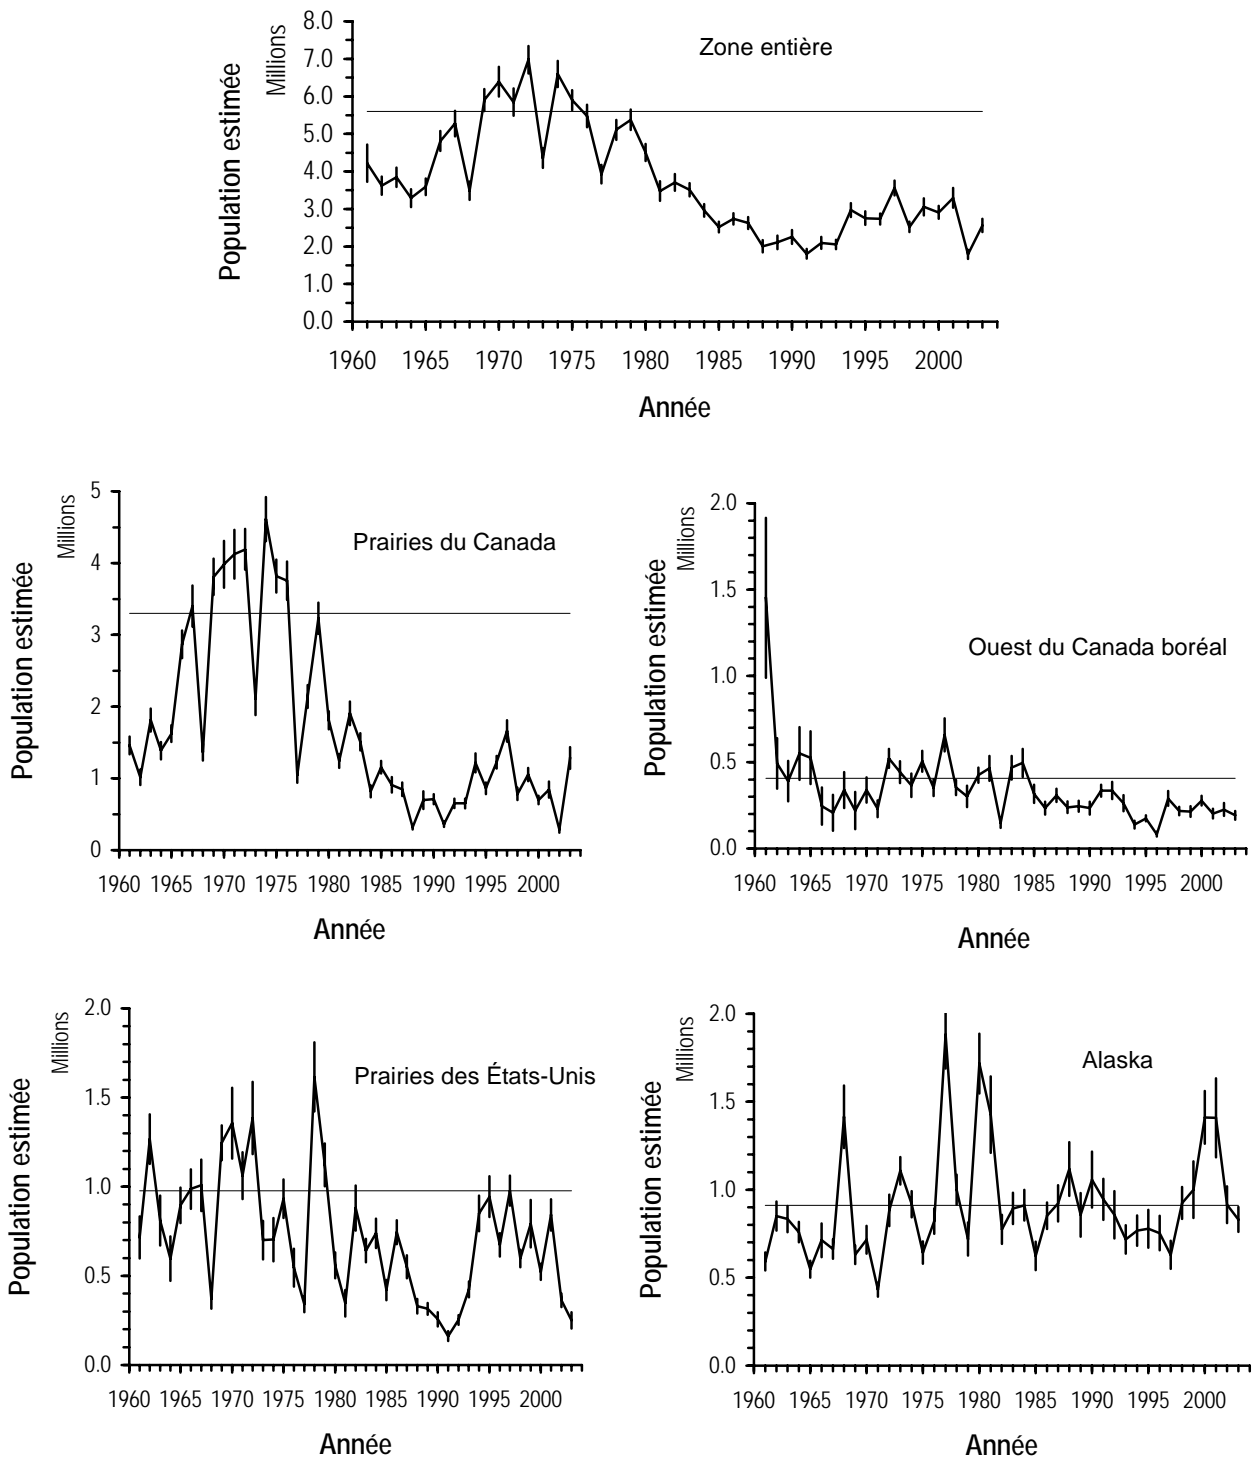 Zone entière
Millions
Population estimée
8.0
7.0
6.0
5.0
4.0
3.0
2.0
1.0
0.0
1960 1965 1970 1975 1980 1985 1990 1995 2000
Année
Prairies du Canada
Millions
Population estimée
5
4
3
2
1
0
1960 1965 1970 1975 1980 1985 1990 1995 2000
Année
Ouest du Canada boréal
Millions
Population estimée
2.0
1.5
1.0
0.5
0.0
1960 1965 1970 1975 1980 1985 1990 1995 2000
Année
Prairies des États-Unis
Millions
Population estimée
2.0
1.5
1.0
0.5
0.0
1960 1965 1970 1975 1980 1985 1990 1995 2000
Année
Alaska
Millions
Population estimée
2.0
1.5
1.0
0.5
0.0
1960 1965 1970 1975 1980 1985 1990 1995 2000
Année